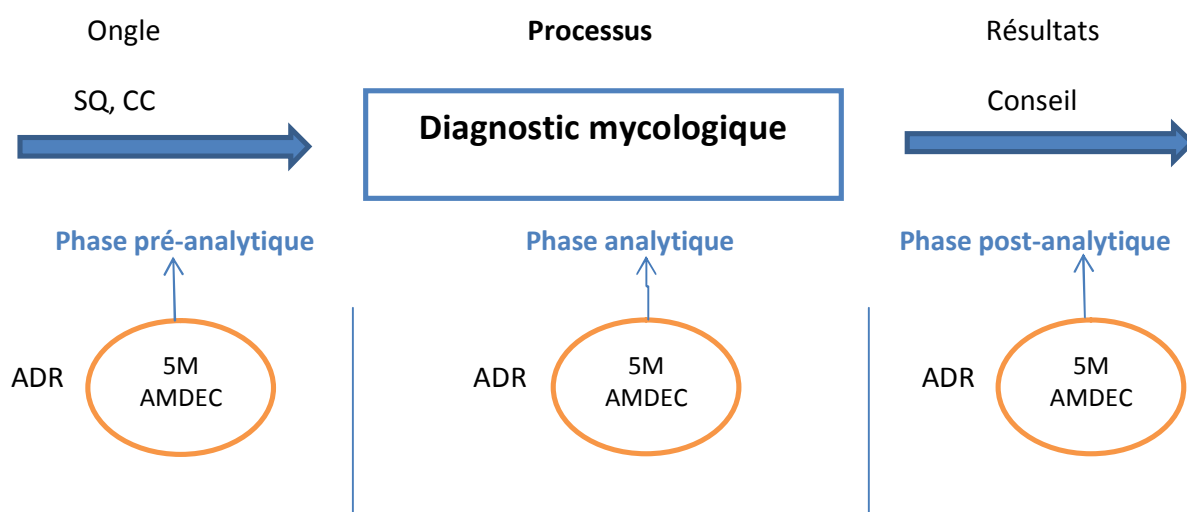 Ongle
Processus
Résultats
SQ, CC
Diagnostic mycologique
Conseil
Phase pré-analytique
Phase analytique
Phase post-analytique
ADR
5M
AMDEC
ADR
5M
AMDEC
ADR
5M
AMDEC